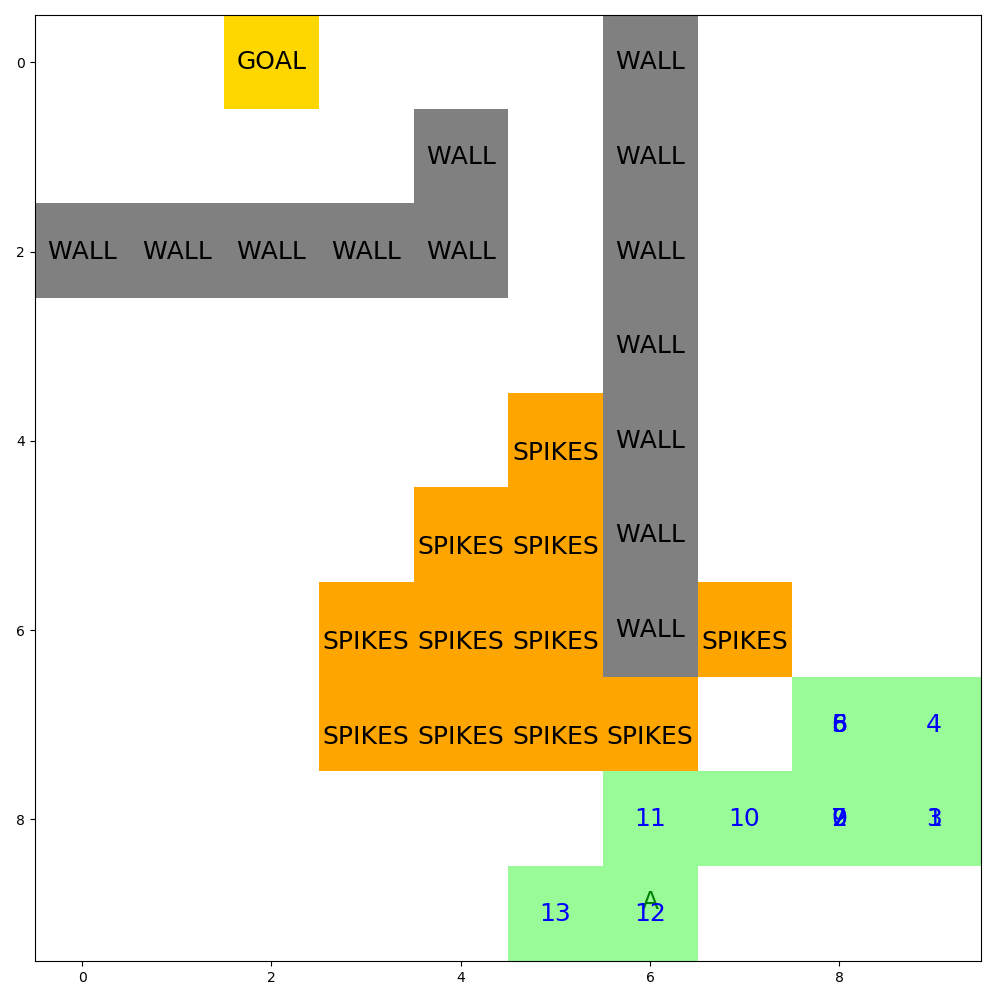 0 GOAL WALL
WALL WALL
2 WALL WALL WALL WALL WALL WALL
WALL
4 SPIKES WALL
SPIKES SPIKES WALL
6 SPIKES SPIKES SPIKES WALL SPIKES
SPIKES SPIKES SPIKES SPIKES 4
8 11 10
13 A 12
0 2 4 6 8